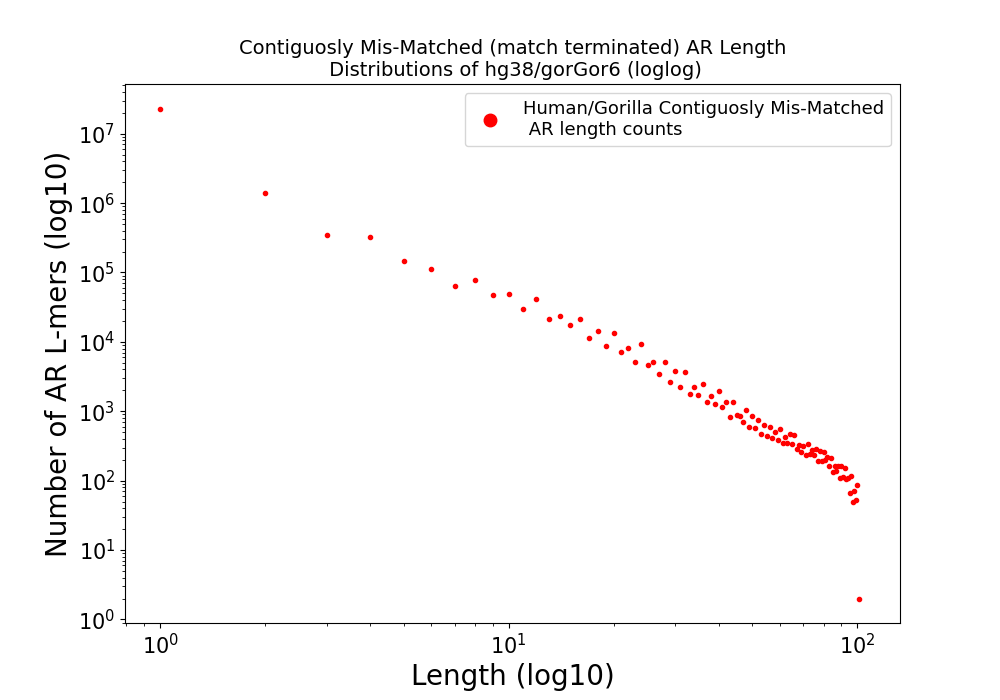 Contiguosly Mis-Matched (match terminated) AR Length
Distributions of hg38/gorGor6 (loglog)
Human/Gorilla Contiguosly Mis-Matched
AR length counts
Number of AR L-mers (log10)
10^7
10^6
10^5
10^4
10^3
10^2
10^1
10^0
10^0 10^1 10^2
Length (log10)